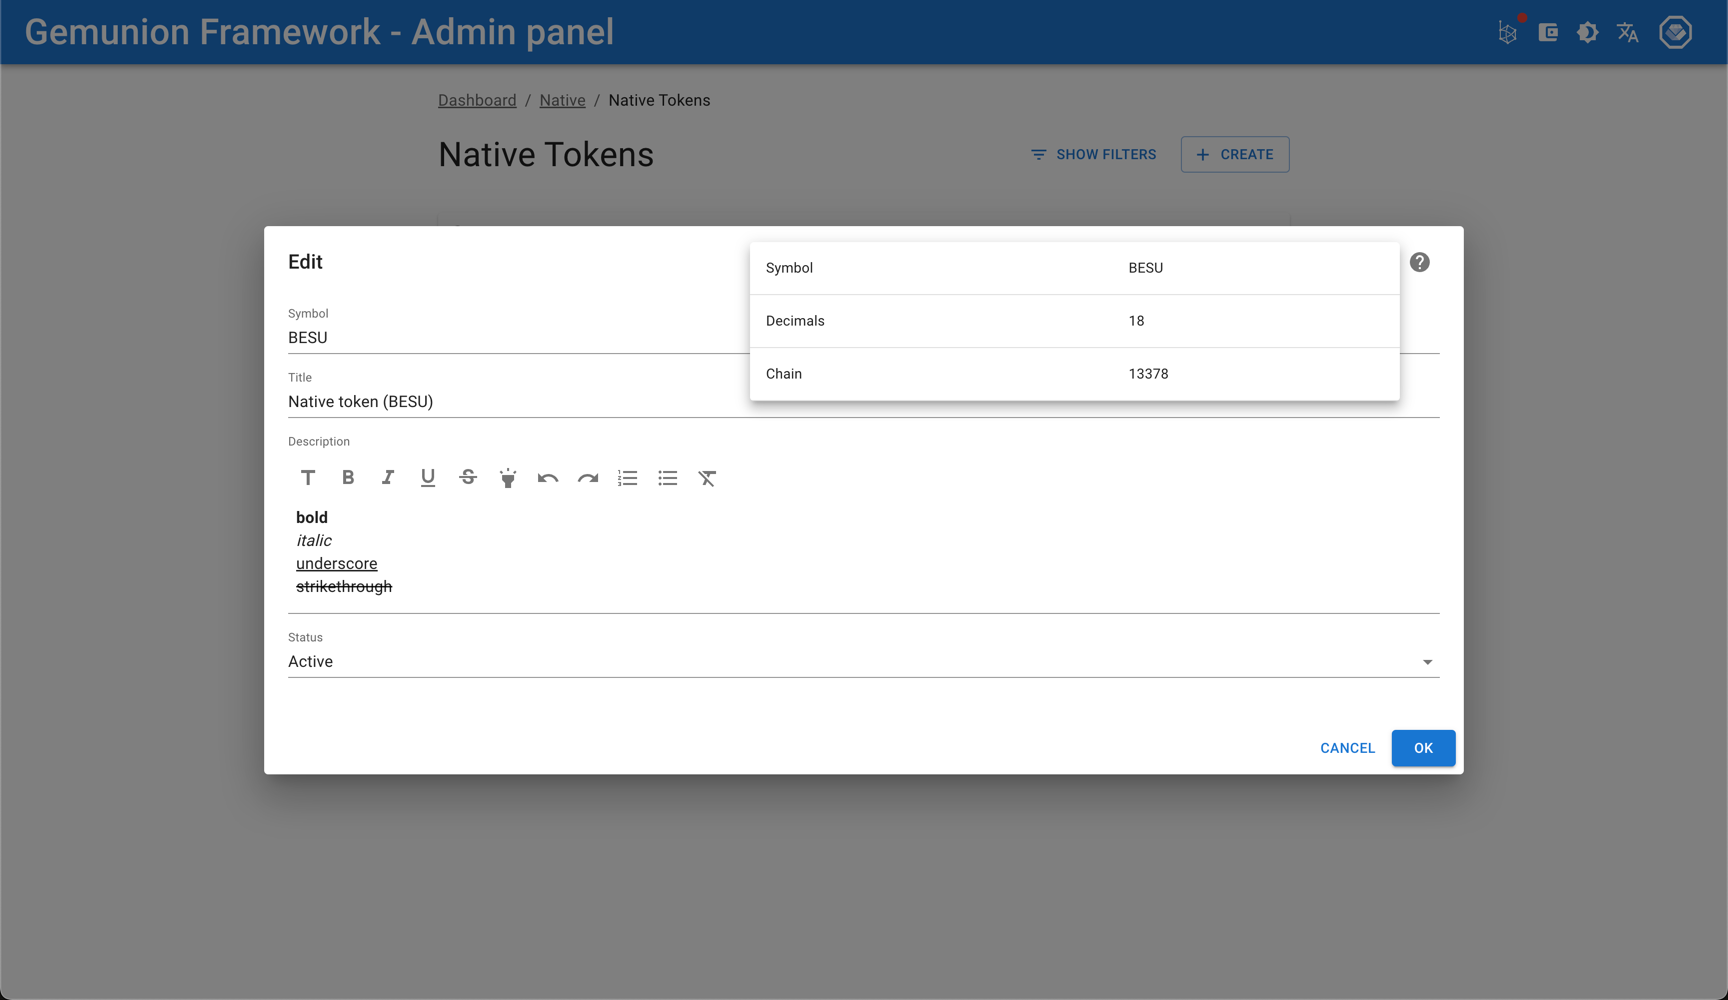 Gemunion Framework - Admin panel
Dashboard / Native / Native Tokens
Native Tokens
SHOW FILTERS
CREATE
Edit
Symbol BESU
Decimals 18
Chain 13378
Symbol
BESU
Title
Native token (BESU)
Description
bold
italic
underscore
strikethrough
Status
Active
CANCEL
OK